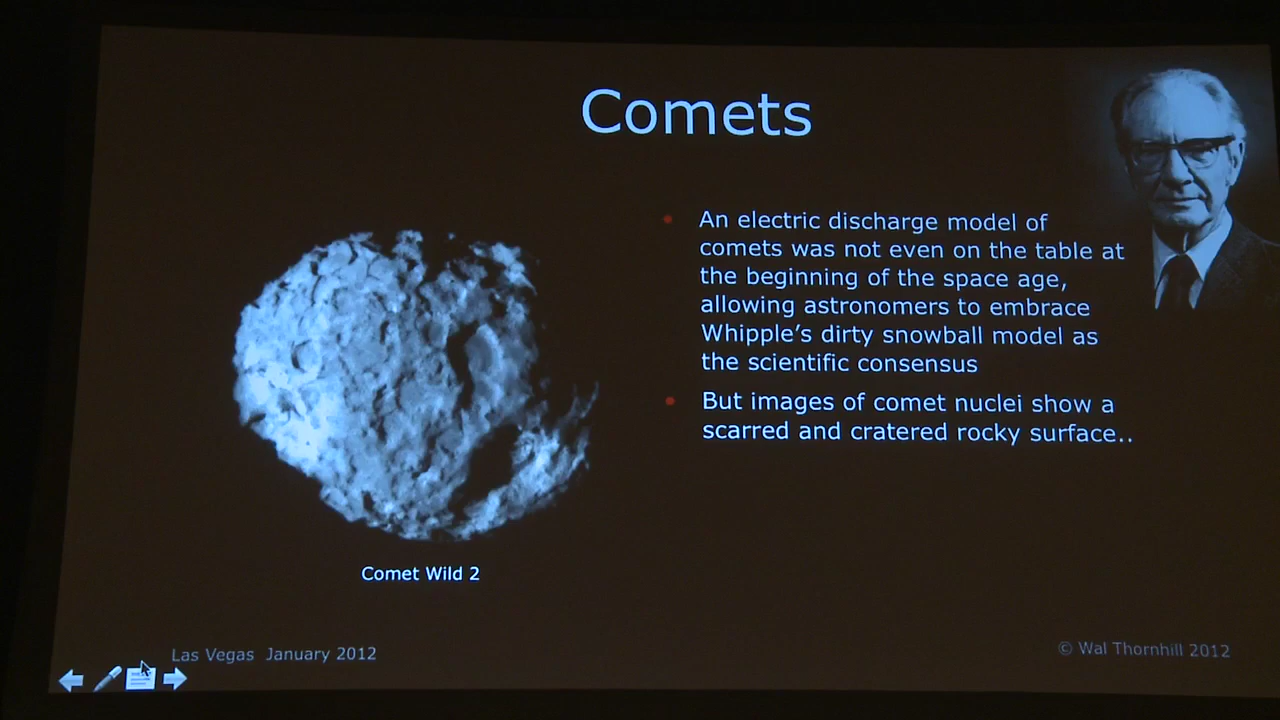 Comets
An electric discharge model of
comets was not even on the table at
the beginning of the space age,
allowing astronomers to embrace
Whipple's dirty snowball model as
the scientific consensus
But images of comet nuclei show a
scarred and cratered rocky surface..
Comet Wild 2
Las Vegas January 2012
© Wal Thornhill 2012